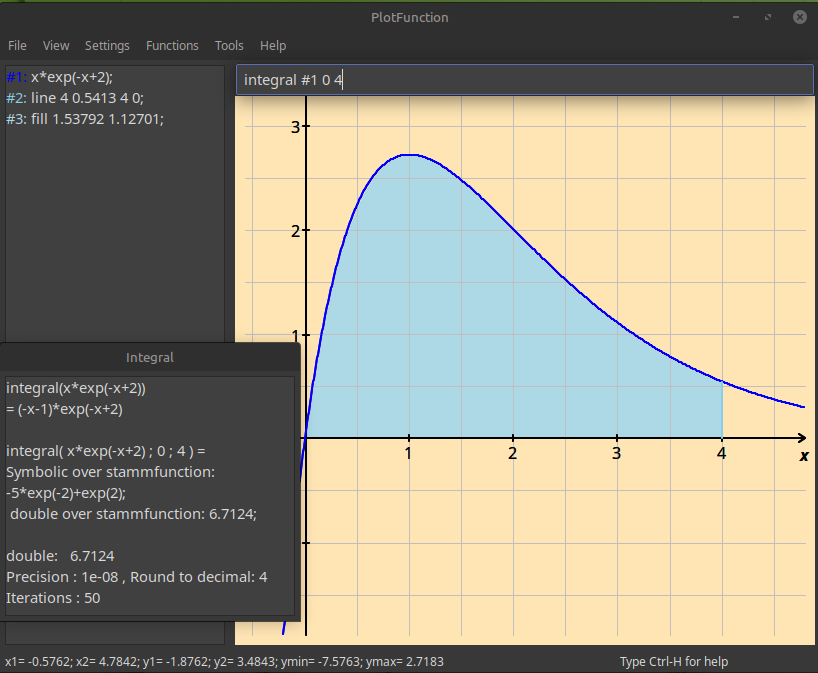 PlotFunction
File View Settings Functions Tools Help
#1: x*exp(-x+2);
#2: line 4 0.5413 4 0;
#3: fill 1.53792 1.12701;
integral #1 0 4
3
2
1
1 2 3 4 x
Integral
integral(x*exp(-x+2))
= (-x-1)*exp(-x+2)
integral( x*exp(-x+2) ; 0 ; 4 ) =
Symbolic over stammfunction:
-5*exp(-2)+exp(2);
double over stammfunction: 6.7124;
double: 6.7124
Precision : 1e-08 , Round to decimal: 4
Iterations : 50
x1= -0.5762; x2= 4.7842; y1= -1.8762; y2= 3.4843; ymin= -7.5763; ymax= 2.7183
Type Ctrl-H for help